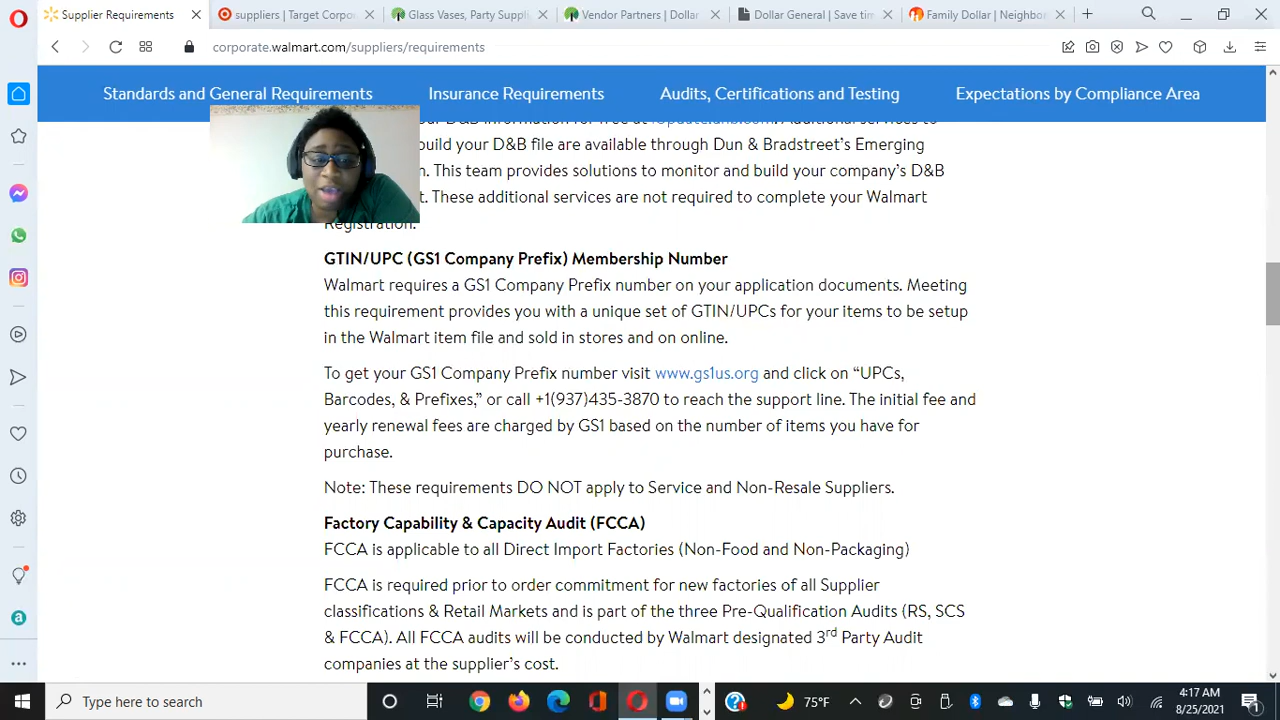 Supplier Requirements
suppliers | Target Corpo
Glass Vases, Party Suppli
Vendor Partners | Dollar
Dollar General | Save tim
Family Dollar | Neighbor
corporate.walmart.com/suppliers/requirements
Standards and General Requirements
Insurance Requirements
Audits, Certifications and Testing
Expectations by Compliance Area
D&B information for free at
Additional services to
build your D&B file are available through Dun & Bradstreet's Emerging
This team provides solutions to monitor and build your company's D&B
These additional services are not required to complete your Walmart
Registration.
GTIN/UPC (GS1 Company Prefix) Membership Number
Walmart requires a GS1 Company Prefix number on your application documents. Meeting
this requirement provides you with a unique set of GTIN/UPCs for your items to be setup
in the Walmart item file and sold in stores and on online.
To get your GS1 Company Prefix number visit www.gs1us.org and click on “UPCs,
Barcodes, & Prefixes,” or call +1(937)435-3870 to reach the support line. The initial fee and
yearly renewal fees are charged by GS1 based on the number of items you have for
purchase.
Note: These requirements DO NOT apply to Service and Non-Resale Suppliers.
Factory Capability & Capacity Audit (FCCA)
FCCA is applicable to all Direct Import Factories (Non-Food and Non-Packaging)
FCCA is required prior to order commitment for new factories of all Supplier
classifications & Retail Markets and is part of the three Pre-Qualification Audits (RS, SCS
& FCCA). All FCCA audits will be conducted by Walmart designated 3rd Party Audit
companies at the supplier's cost.
Type here to search
75°F
4:17 AM
8/25/2021